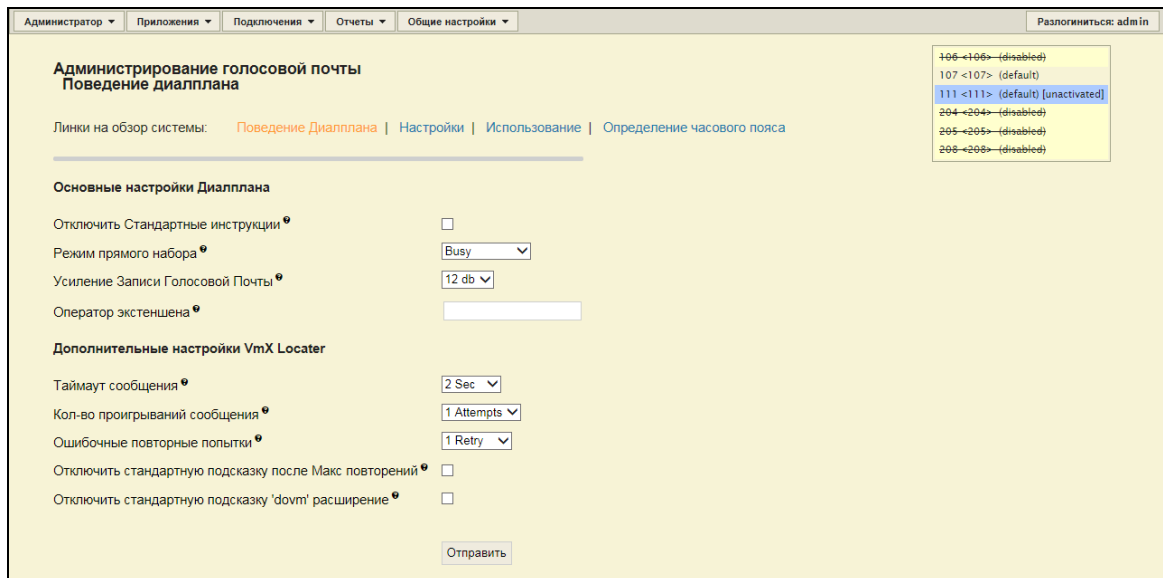 Администратор Приложения Подключения Отчеты Общие настройки Разлогиниться: admin
Администрирование голосовой почты
Поведение диалплана
Линки на обзор системы: Поведение Диалплана | Настройки | Использование | Определение часового пояса
106 <106> (disabled)
107 <107> (default)
111 <111> (default) [unactivated]
204 <204> (disabled)
205 <205> (disabled)
208 <208> (disabled)
Основные настройки Диалплана
Отключить Стандартные инструкции
Режим прямого набора Busy
Усиление Записи Голосовой Почты 12 db
Оператор экстеншена
Дополнительные настройки VmX Locater
Таймаут сообщения 2 Sec
Кол-во проигрываний сообщения 1 Attempts
Ошибочные повторные попытки 1 Retry
Отключить стандартную подсказку после Макс повторений
Отключить стандартную подсказку 'dovm' расширение
Отправить